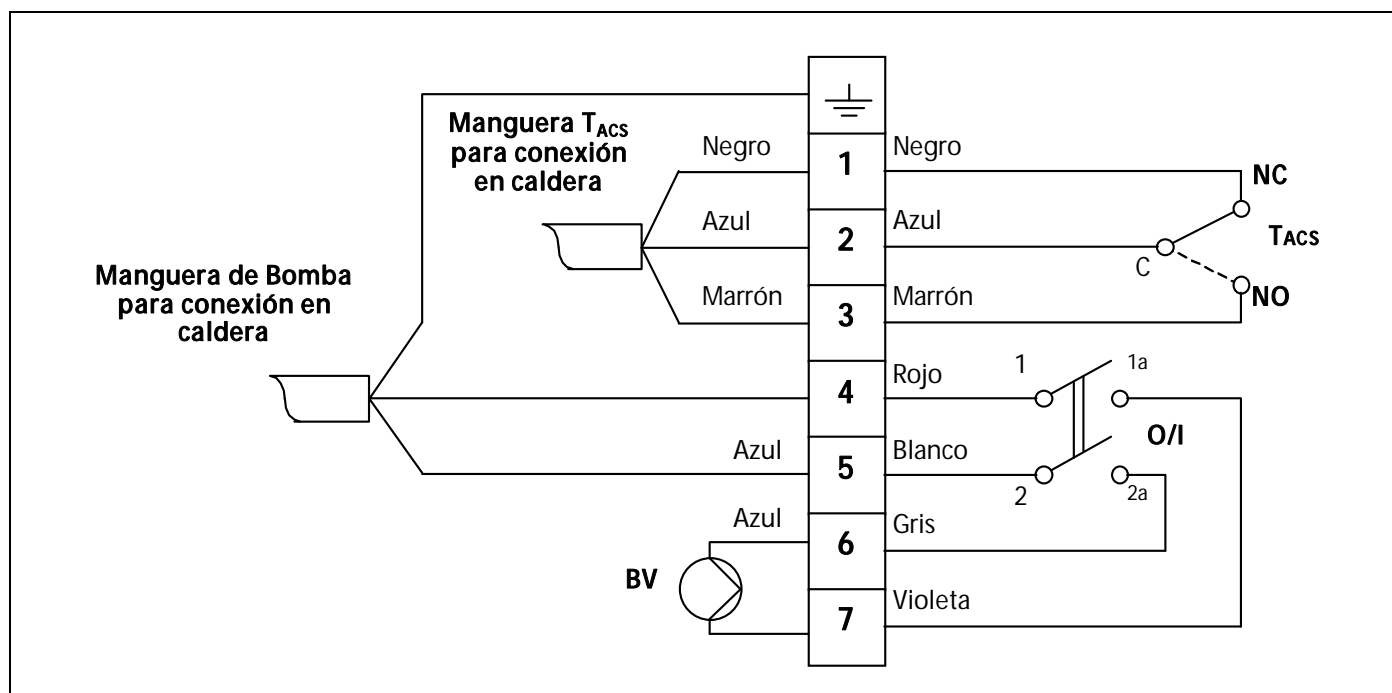 Manguera TACS
para conexión
en caldera
Negro
1
Negro
NC
Azul
2
Azul
C
TACS
Manguera de Bomba
para conexión en
caldera
Marrón
3
Marrón
NO
4
Rojo
1
1a
O/I
Azul
5
Blanco
2
2a
Azul
6
Gris
BV
7
Violeta